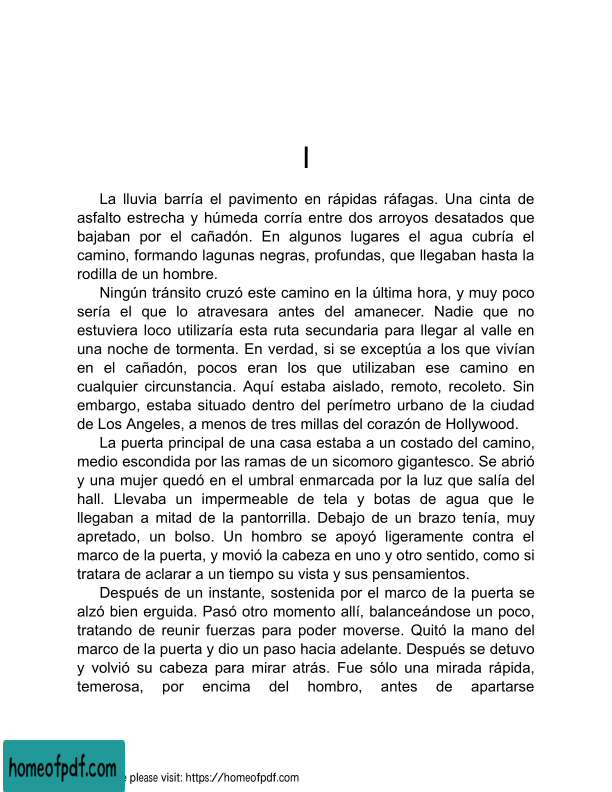 I
La lluvia barría el pavimento en rápidas ráfagas. Una cinta de
asfalto estrecha y húmeda corría entre dos arroyos desatados que
bajaban por el cañadón. En algunos lugares el agua cubría el
camino, formando lagunas negras, profundas, que llegaban hasta la
rodilla de un hombre.
Ningún tránsito cruzó este camino en la última hora, y muy poco
sería el que lo atravesara antes del amanecer. Nadie que no
estuviera loco utilizaría esta ruta secundaria para llegar al valle en
una noche de tormenta. En verdad, si se exceptúa a los que vivían
en el cañadón, pocos eran los que utilizaban ese camino en
cualquier circunstancia. Aquí estaba aislado, remoto, recoleto. Sin
embargo, estaba situado dentro del perímetro urbano de la ciudad
de Los Angeles, a menos de tres millas del corazón de Hollywood.
La puerta principal de una casa estaba a un costado del camino,
medio escondida por las ramas de un sicomoro gigantesco. Se abrió
y una mujer quedó en el umbral enmarcada por la luz que salía del
hall. Llevaba un impermeable de tela y botas de agua que le
llegaban a mitad de la pantorrilla. Debajo de un brazo tenía, muy
apretado, un bolso. Un hombre se apoyó ligeramente contra el
marco de la puerta, y movió la cabeza en uno y otro sentido, como si
tratara de aclarar a un tiempo su vista y sus pensamientos.
Después de un instante, sostenida por el marco de la puerta se
alzó bien erguida. Pasó otro momento allí, balanceándose un poco,
tratando de reunir fuerzas para poder moverse. Quitó la mano del
marco de la puerta y dio un paso hacia adelante. Después se detuvo
y volvió su cabeza para mirar atrás. Fue sólo una mirada rápida,
temerosa, por encima del hombro, antes de apartarse
homeofpdf.com please visit: https://homeofpdf.com